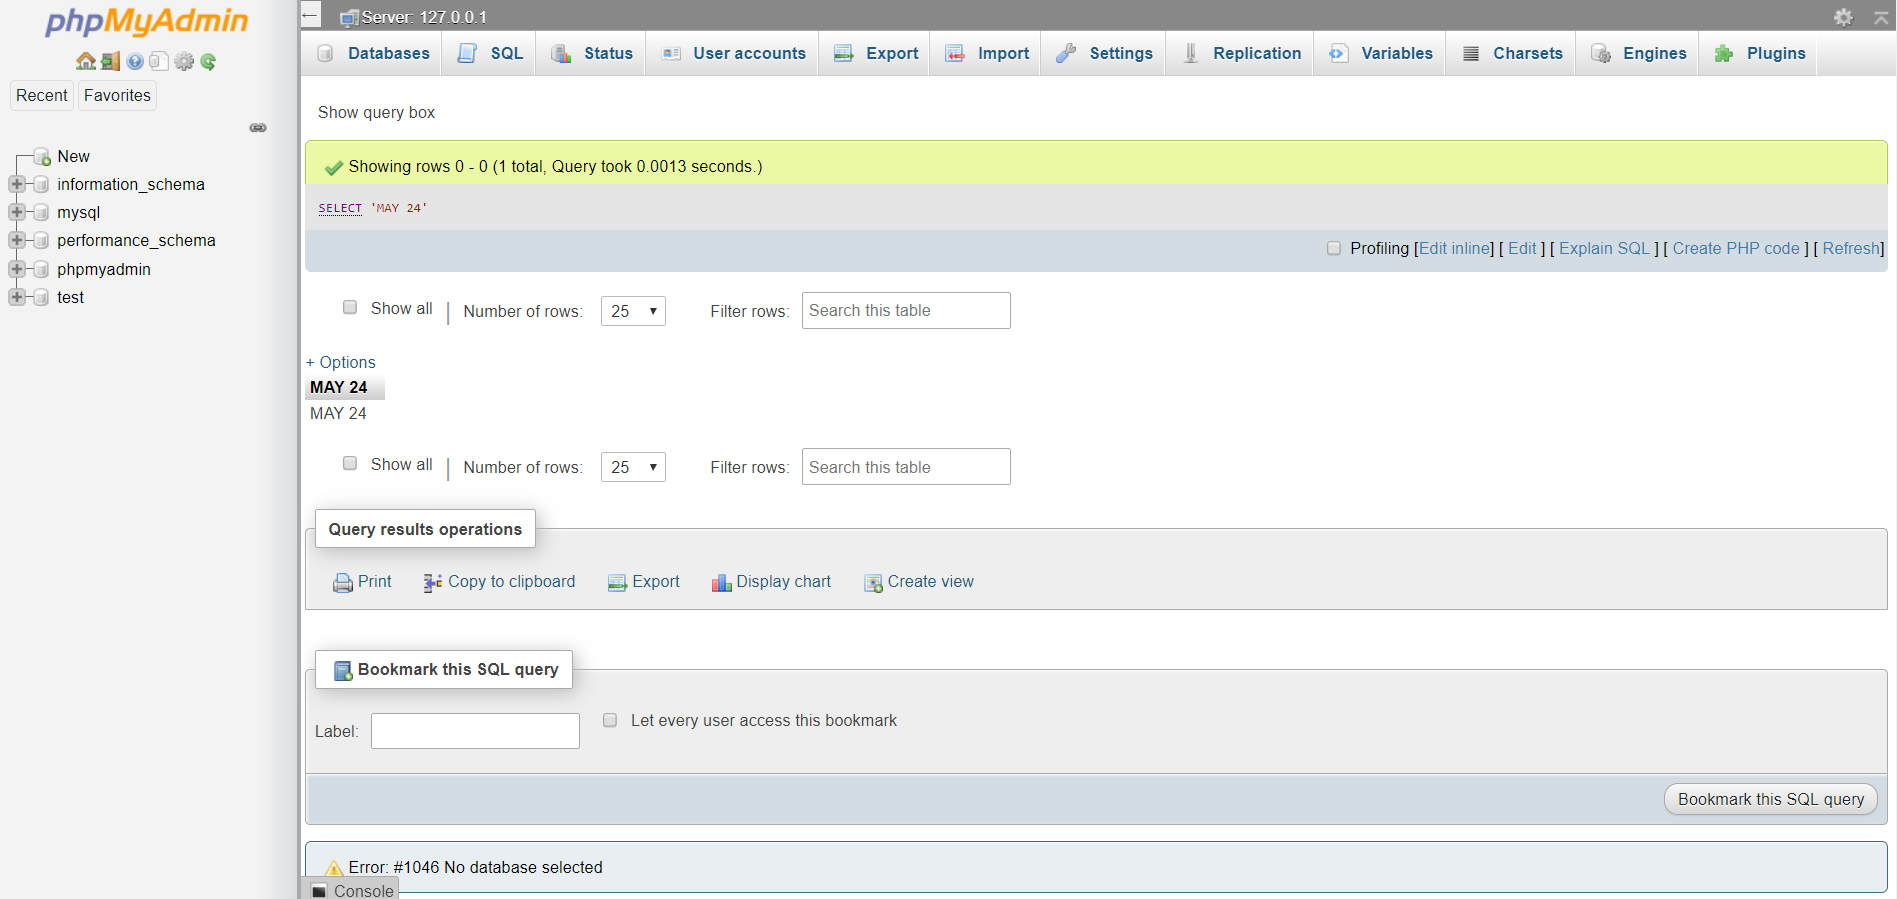 phpMyAdmin
Recent Favorites
New
information_schema
mysql
performance_schema
phpmyadmin
test
Server: 127.0.0.1
Databases SQL Status User accounts Export Import Settings Replication Variables Charsets Engines Plugins
Show query box
Showing rows 0 - 0 (1 total, Query took 0.0013 seconds.)
SELECT 'MAY 24'
Profiling [Edit inline] [ Edit ] [ Explain SQL ] [ Create PHP code ] [ Refresh]
Show all | Number of rows: 25 Filter rows: Search this table
+ Options
MAY 24
MAY 24
Show all | Number of rows: 25 Filter rows: Search this table
Query results operations
Print Copy to clipboard Export Display chart Create view
Bookmark this SQL query
Label: Let every user access this bookmark
Bookmark this SQL query
Error: #1046 No database selected
Console